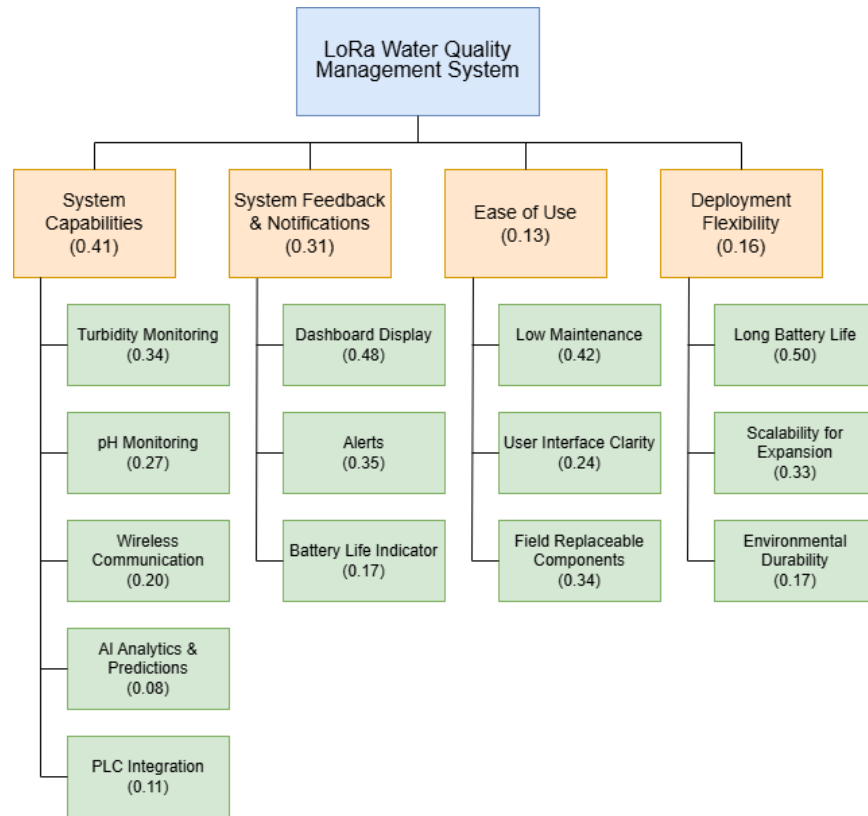 LoRa Water Quality
Management System
System
Capabilities
(0.41)
System Feedback
& Notifications
(0.31)
Ease of Use
(0.13)
Deployment
Flexibility
(0.16)
Turbidity Monitoring
(0.34)
pH Monitoring
(0.27)
Wireless
Communication
(0.20)
AI Analytics &
Predictions
(0.08)
PLC Integration
(0.11)
Dashboard Display
(0.48)
Alerts
(0.35)
Battery Life Indicator
(0.17)
Low Maintenance
(0.42)
User Interface Clarity
(0.24)
Field Replaceable
Components
(0.34)
Long Battery Life
(0.50)
Scalability for
Expansion
(0.33)
Environmental
Durability
(0.17)